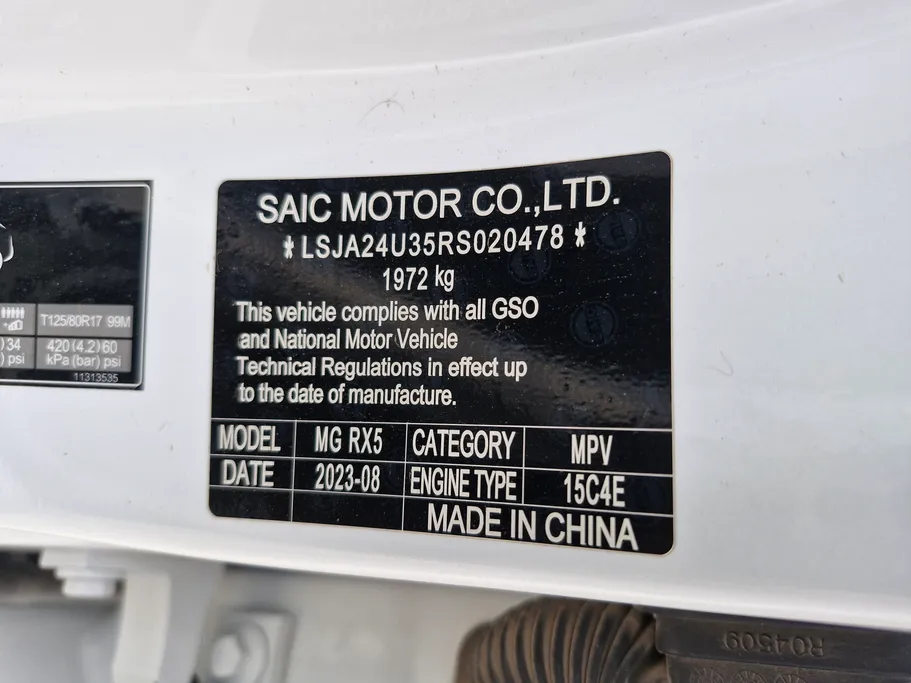 SAIC MOTOR CO.,LTD.
*LSJA24U35RS020478*
1972 kg
This vehicle complies with all GSO
and National Motor Vehicle
Technical Regulations in effect up
to the date of manufacture.
MODEL MG RX5 CATEGORY MPV
DATE 2023-08 ENGINE TYPE 15C4E
MADE IN CHINA
T125/80R17 99M
)34 420(4.2)60
) psi kPa (bar) psi
11313535
R04509